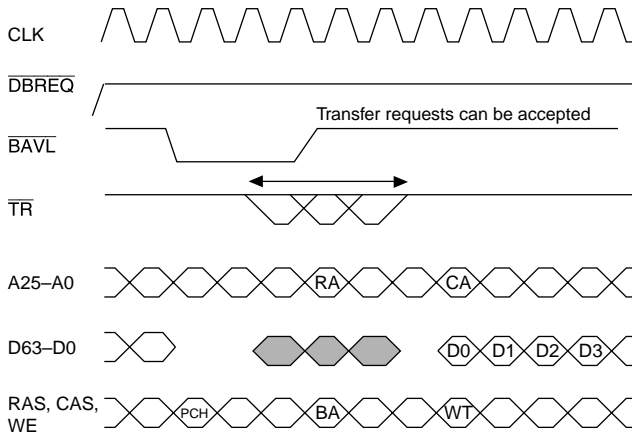 CLK
DBREQ
Transfer requests can be accepted
BAVL
TR
A25–A0 RA CA
D63–D0 D0 D1 D2 D3
RAS, CAS,
WE PCH BA WT